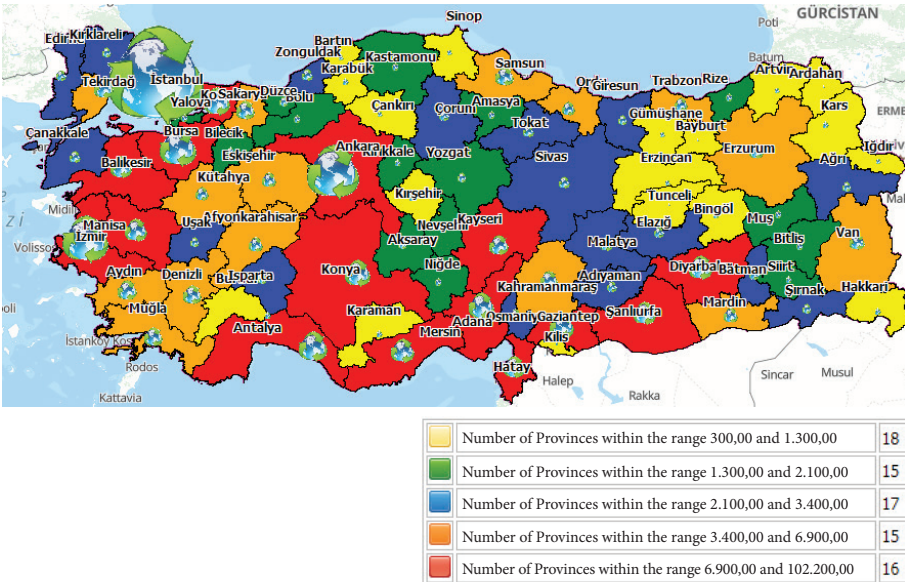 Sinop
Poti
GÜRCİSTAN
Kırklareli
Bartın
Zonguldak
Kastamonu
Batum
Artvin
Ardahan
Tekirdağ
İstanbul
Karabük
Samsun
Ordu
Giresun
Trabzon
Rize
Yalova
Sakarya
Düzce
Bolu
Çankırı
Çorum
Amasya
Tokat
Gümüşhane
Bayburt
Kars
ERME
Çanakkale
Bursa
Bilecik
Eskişehir
Ankara
Yozgat
Sivas
Erzincan
Erzurum
Iğdır
Ağrı
Balıkesir
Kütahya
Kırşehir
Tunceli
Bingöl
Muş
Midilli
Manisa
İzmir
Uşak
Afyonkarahisar
Nevşehir
Kayseri
Aksaray
Malatya
Elazığ
Bitlis
Van
Aydın
Denizli
Isparta
Konya
Niğde
Kahramanmaraş
Adıyaman
Diyarbakır
Batman
Siirt
Şırnak
Hakkari
Muğla
Antalya
Karaman
Mersin
Adana
Osmaniye
Gaziantep
Şanlıurfa
Mardin
Kilis
Hatay
İstanköy Kos
Rodos
Kattavia
Halep
Rakka
Sincar
Musul
Number of Provinces within the range 300,00 and 1.300,00 18
Number of Provinces within the range 1.300,00 and 2.100,00 15
Number of Provinces within the range 2.100,00 and 3.400,00 17
Number of Provinces within the range 3.400,00 and 6.900,00 15
Number of Provinces within the range 6.900,00 and 102.200,00 16